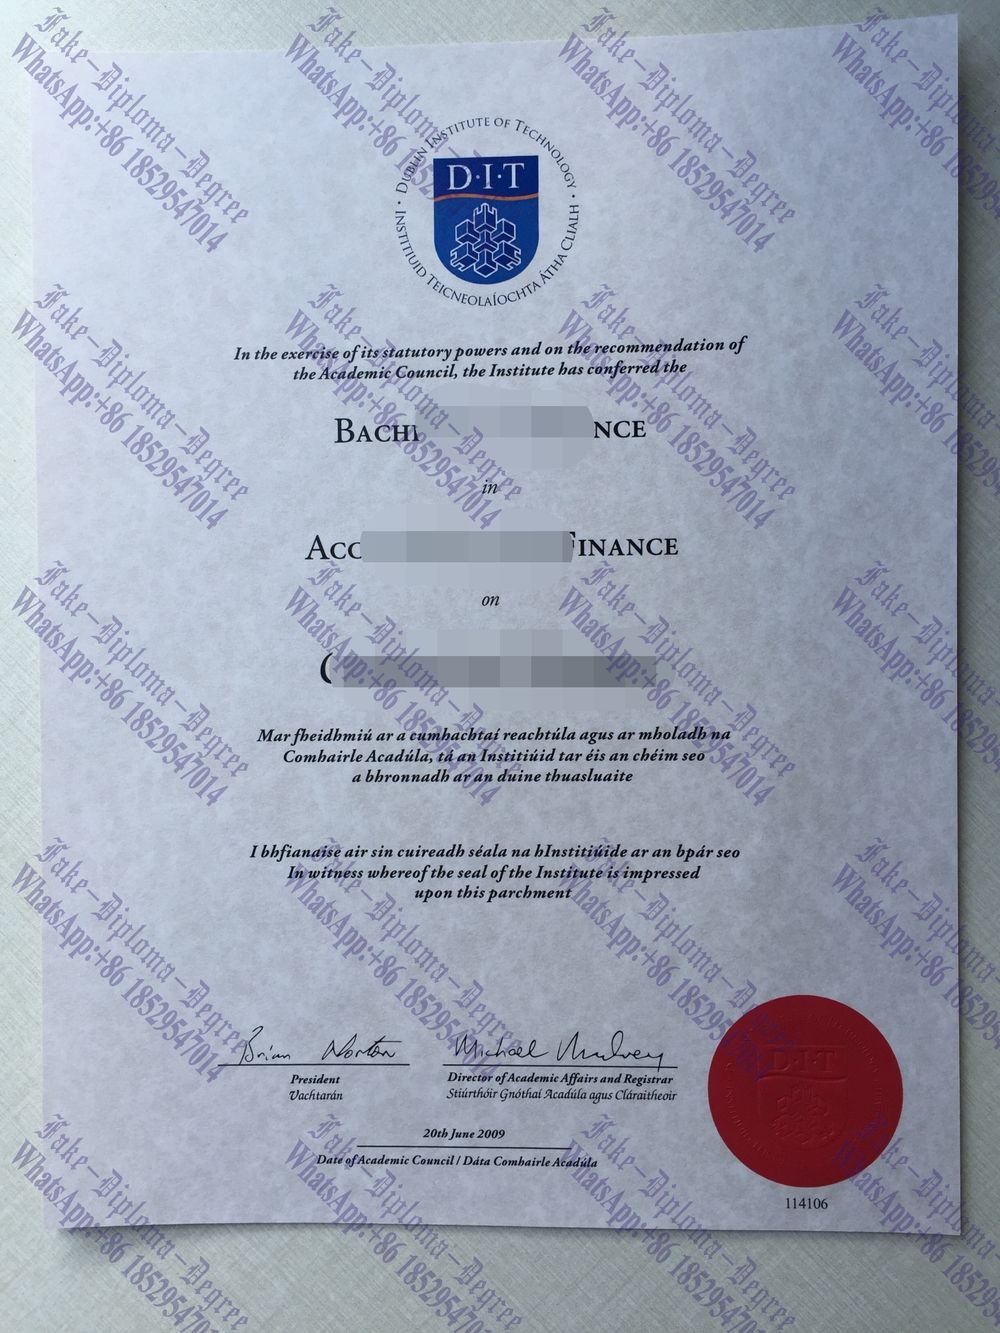 DUBLIN INSTITUTE OF TECHNOLOGY
INSTITIUID TEICNEOLAÍOCHTA ÁTHA CLIATH
D·I·T
In the exercise of its statutory powers and on the recommendation of
the Academic Council, the Institute has conferred the
NCE
in
FINANCE
on
Mar fheidhmiú ar a cumhachtaí reachtúla agus ar mholadh na
Comhairle Acadúla, tá an Institiúid tar éis an chéim seo
a bhronnadh ar an duine thuasluaite
I bhfianaise air sin cuireadh séala na hInstitiúide ar an bpár seo
In witness whereof the seal of the Institute is impressed
upon this parchment
Brian Norton
Michael Mulvey
President
Uachtarán
Director of Academic Affairs and Registrar
Stiúrthóir Gnóthaí Acadúla agus Cláraitheoir
20th June 2009
Date of Academic Council / Dáta Comhairle Acadúla
D·I·T
114106
Fake-Diploma-Degree
WhatsApp:+86 18529547014